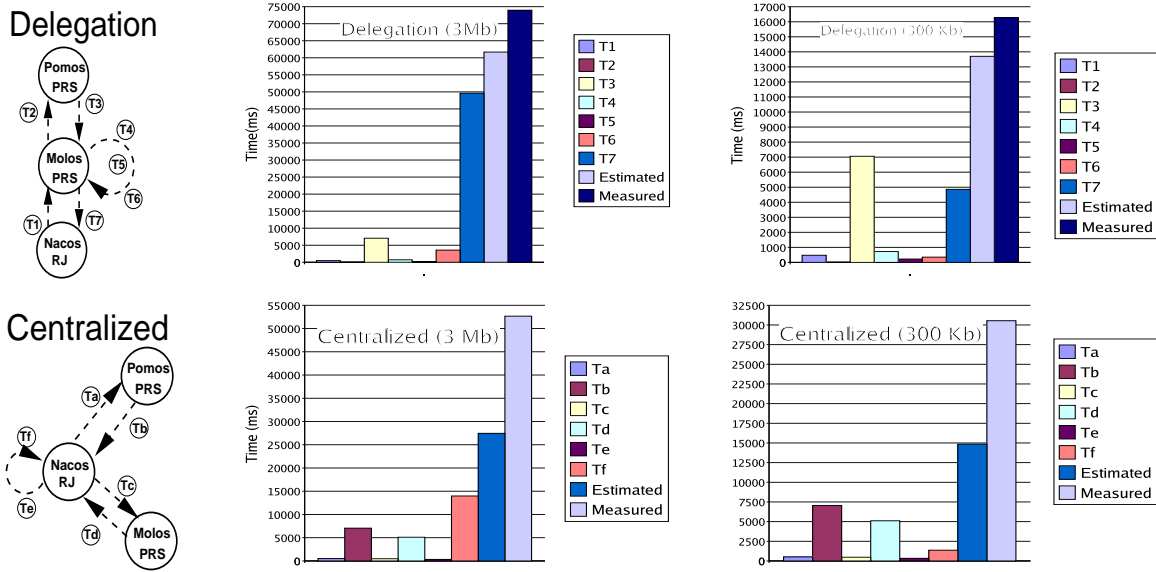 Delegation
Pomos
PRS
T2
T3
T4
Molos
PRS
T5
T6
T1
T7
Nacos
RJ
Delegation (3Mb)
Time(ms)
75000
70000
65000
60000
55000
50000
45000
40000
35000
30000
25000
20000
15000
10000
5000
0
T1
T2
T3
T4
T5
T6
T7
Estimated
Measured
Delegation (300 Kb)
Time (ms)
17000
16000
15000
14000
13000
12000
11000
10000
9000
8000
7000
6000
5000
4000
3000
2000
1000
0
T1
T2
T3
T4
T5
T6
T7
Estimated
Measured
Centralized
Pomos
PRS
Ta
Tb
Tf
Nacos
RJ
Tc
Te
Td
Molos
PRS
Centralized (3 Mb)
Time (ms)
55000
50000
45000
40000
35000
30000
25000
20000
15000
10000
5000
0
Ta
Tb
Tc
Td
Te
Tf
Estimated
Measured
Centralized (300 Kb)
32500
30000
27500
25000
22500
20000
17500
15000
12500
10000
7500
5000
2500
0
Ta
Tb
Tc
Td
Te
Tf
Estimated
Measured